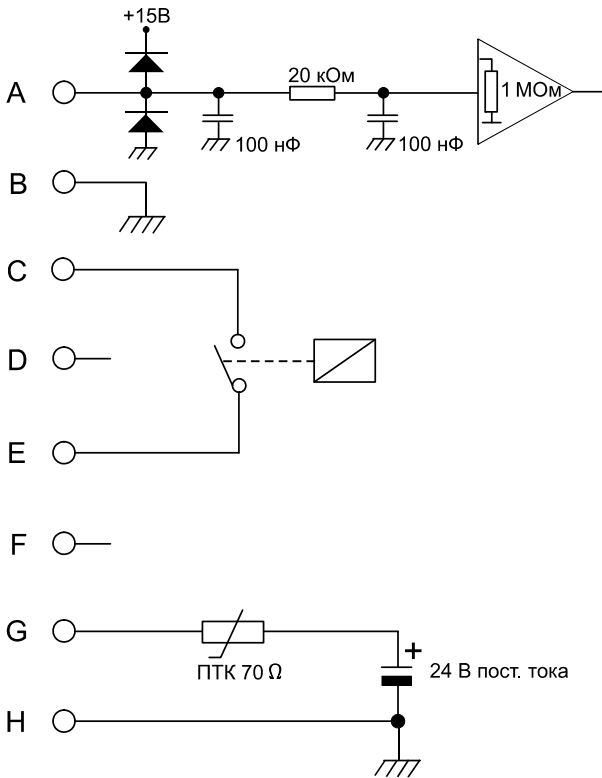 +15В
A
20 кОм
1 МОм
100 нФ
100 нФ
B
C
D
E
F
G
ПТК 70 Ω
+
24 В пост. тока
H